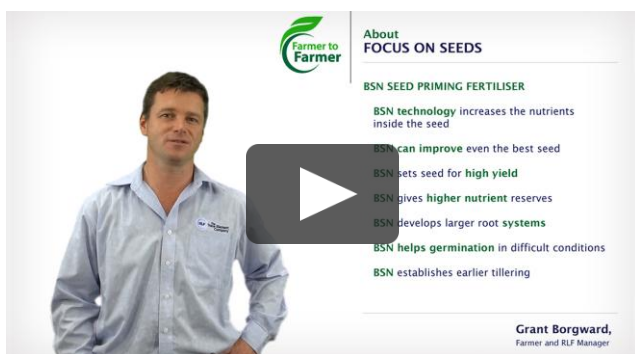 Farmer to
Farmer
About
FOCUS ON SEEDS
BSN SEED PRIMING FERTILISER
BSN technology increases the nutrients
inside the seed
BSN can improve even the best seed
BSN sets seed for high yield
BSN gives higher nutrient reserves
BSN develops larger root systems
BSN helps germination in difficult conditions
BSN establishes earlier tillering
Grant Borgward,
Farmer and RLF Manager